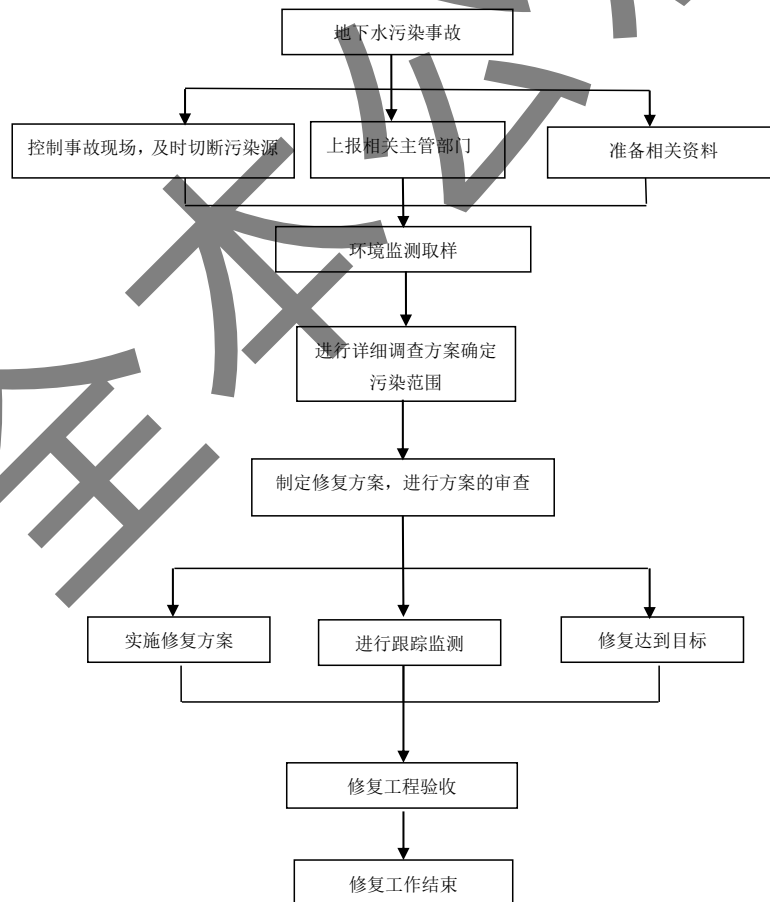 地下水污染事故
控制事故现场，及时切断污染源
上报相关主管部门
准备相关资料
环境监测取样
进行详细调查方案确定
污染范围
制定修复方案，进行方案的审查
实施修复方案
进行跟踪监测
修复达到目标
修复工程验收
修复工作结束
全本公